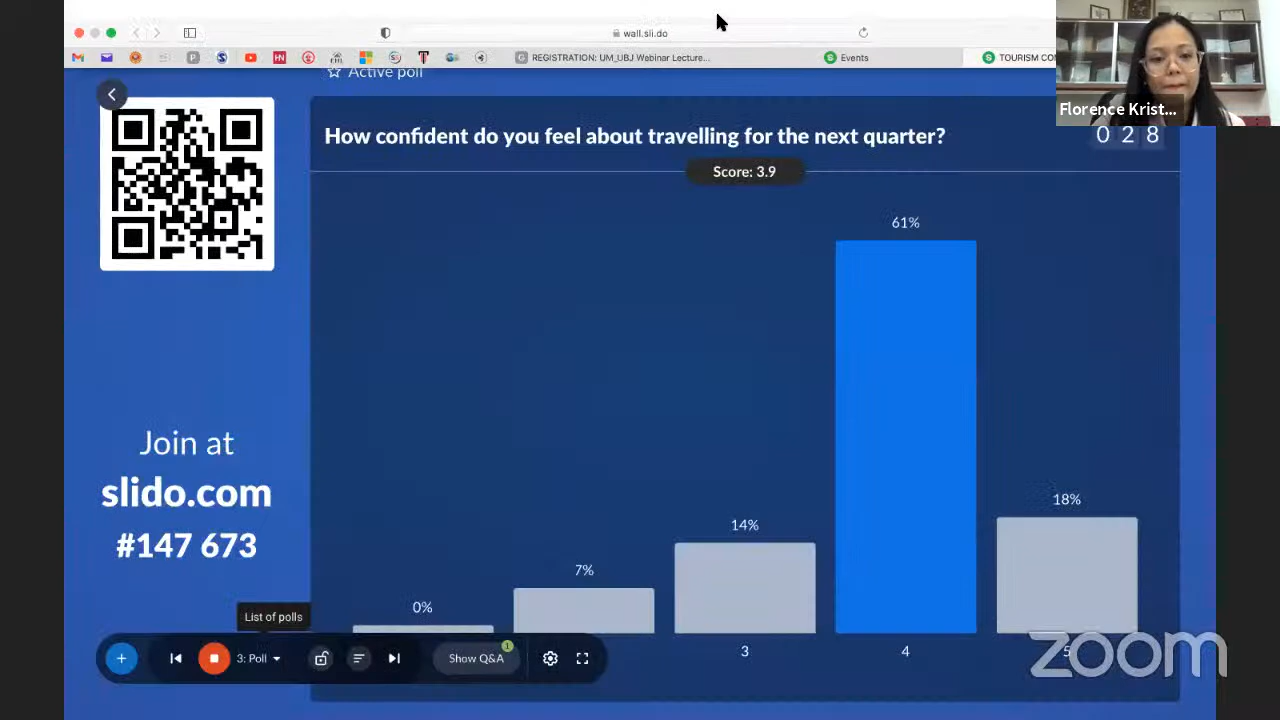 wall.sli.do
REGISTRATION: UM_UBJ Webinar Lecture...
Events
TOURISM CO
Florence Krist...
Active poll
How confident do you feel about travelling for the next quarter?
0 2 8
Score: 3.9
61%
18%
14%
7%
0%
Join at
slido.com
#147 673
List of polls
3: Poll
Show Q&A
1
3
4
5
zoom